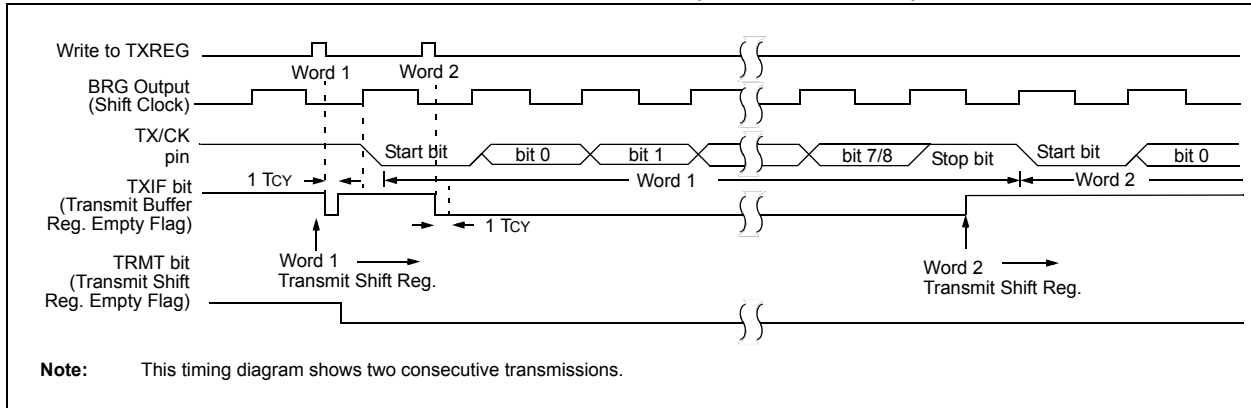 Write to TXREG
Word 1
Word 2
BRG Output
(Shift Clock)
TX/CK
pin
Start bit
bit 0
bit 1
bit 7/8
Stop bit
Start bit
bit 0
Word 1
Word 2
1 TCY
TXIF bit
(Transmit Buffer
Reg. Empty Flag)
1 TCY
Word 1
Transmit Shift Reg.
Word 2
Transmit Shift Reg.
TRMT bit
(Transmit Shift
Reg. Empty Flag)
Note: This timing diagram shows two consecutive transmissions.